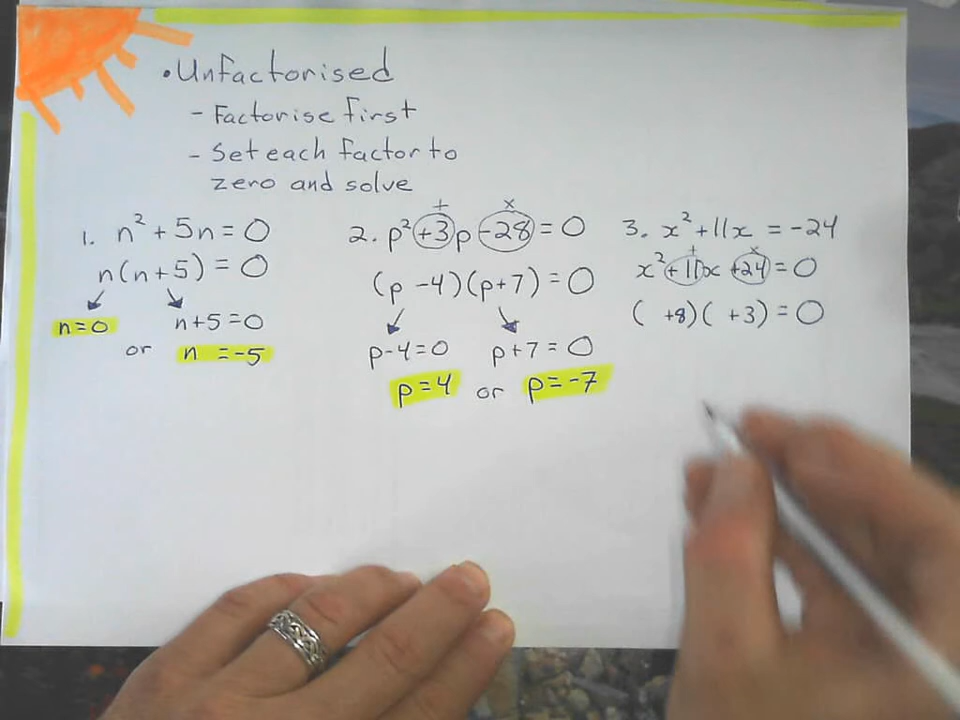 • Unfactorised
- Factorise first
- Set each factor to
zero and solve
1. n² + 5n = 0
n(n+5) = 0
n=0
n+5=0
or
n = -5
+ x
2. p² +3p -28 = 0
(p -4)(p+7) = 0
p-4=0
p+7=0
p=4 or p=-7
3. x² + 11x = -24
+ x
x² +11x +24 = 0
( +8)( +3) = 0